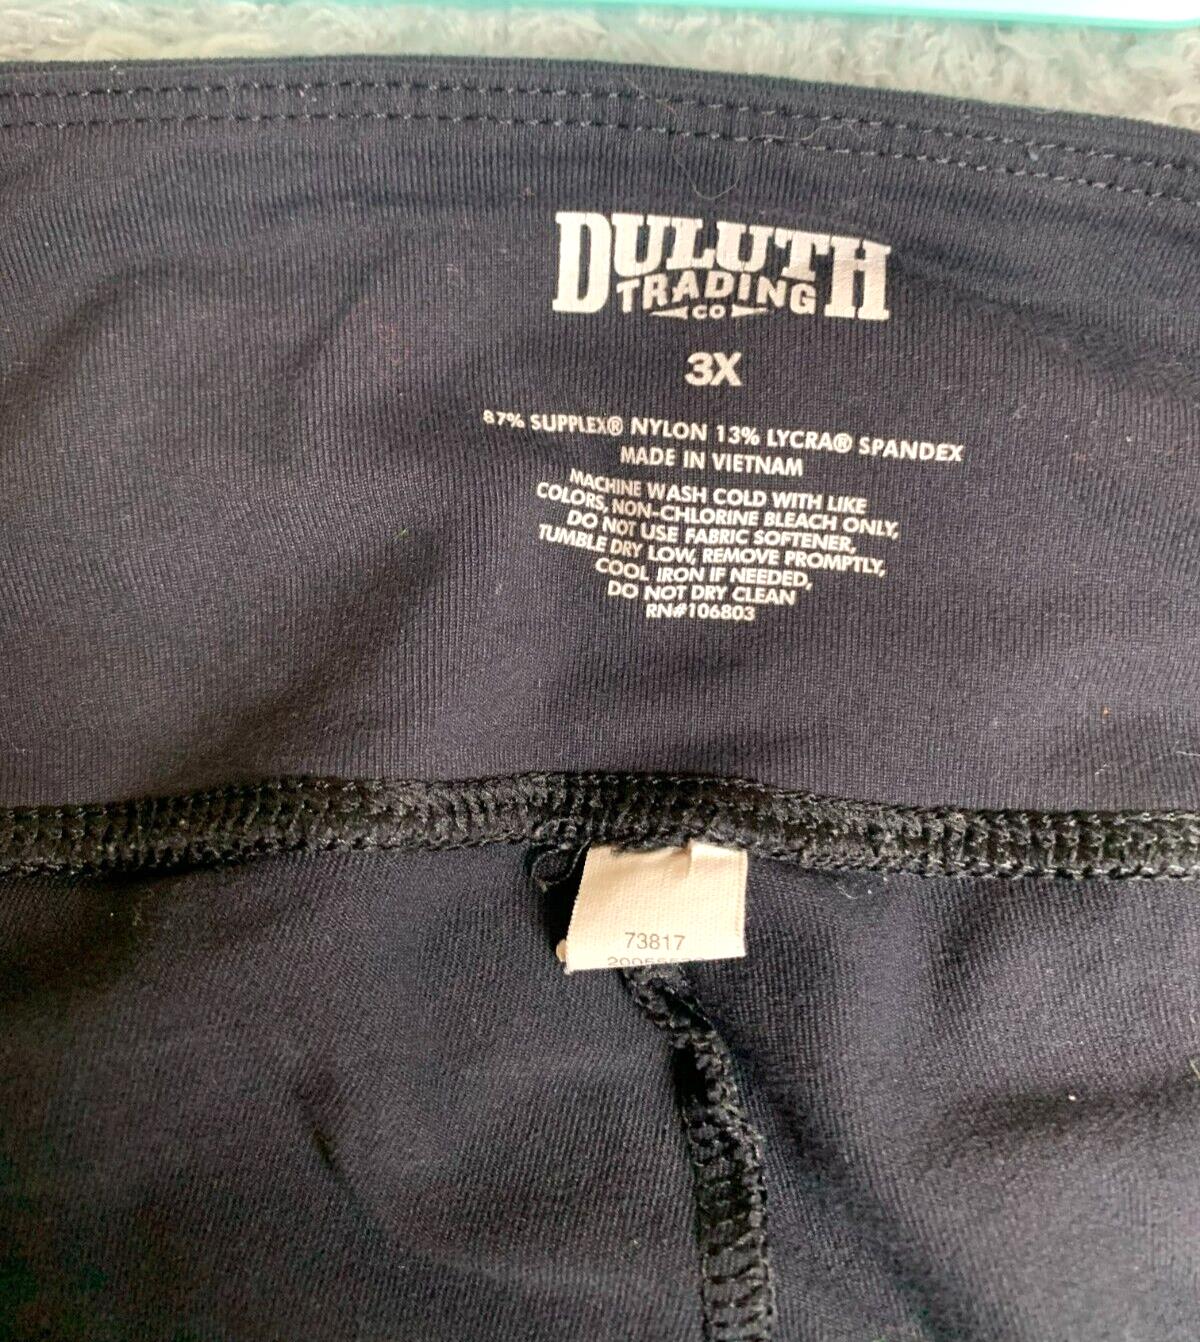 DULUTH
TRADING
CO
3X
87% SUPPLEX® NYLON 13% LYCRA® SPANDEX
MADE IN VIETNAM
MACHINE WASH COLD WITH LIKE
COLORS, NON-CHLORINE BLEACH ONLY,
DO NOT USE FABRIC SOFTENER,
TUMBLE DRY LOW, REMOVE PROMPTLY,
COOL IRON IF NEEDED,
DO NOT DRY CLEAN
RN#106803
73817